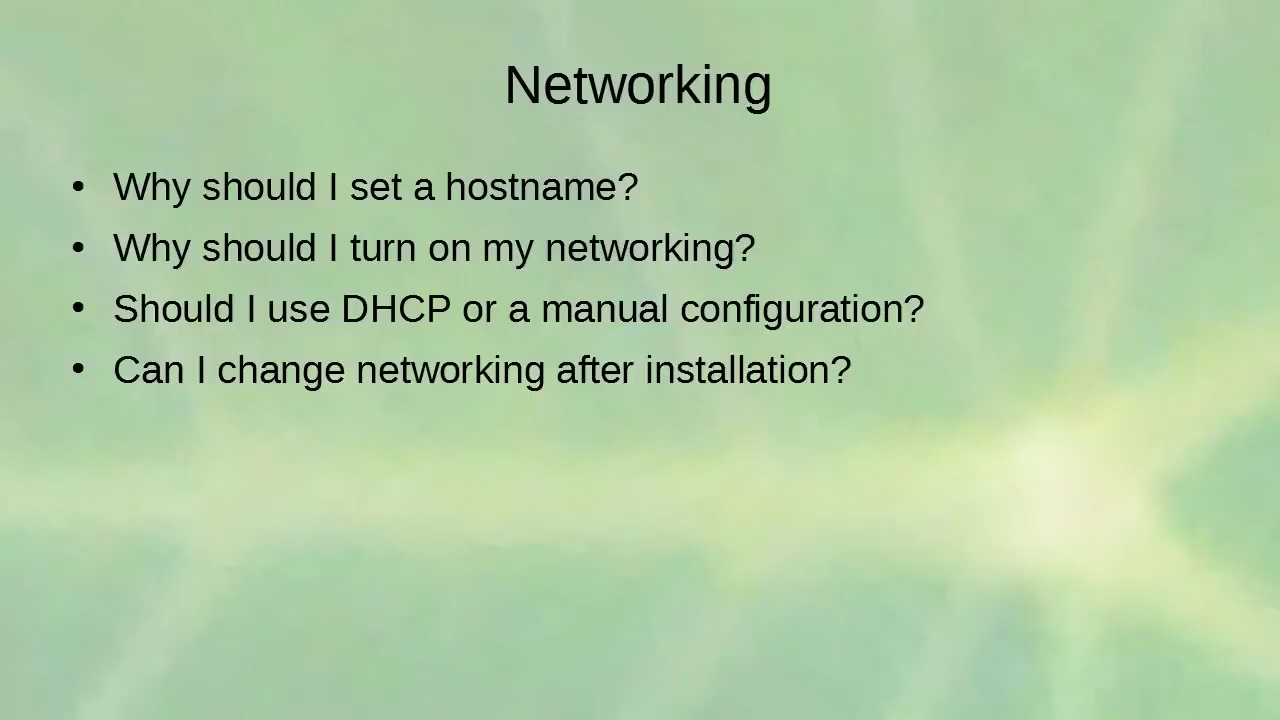 Networking
• Why should I set a hostname?
• Why should I turn on my networking?
• Should I use DHCP or a manual configuration?
• Can I change networking after installation?